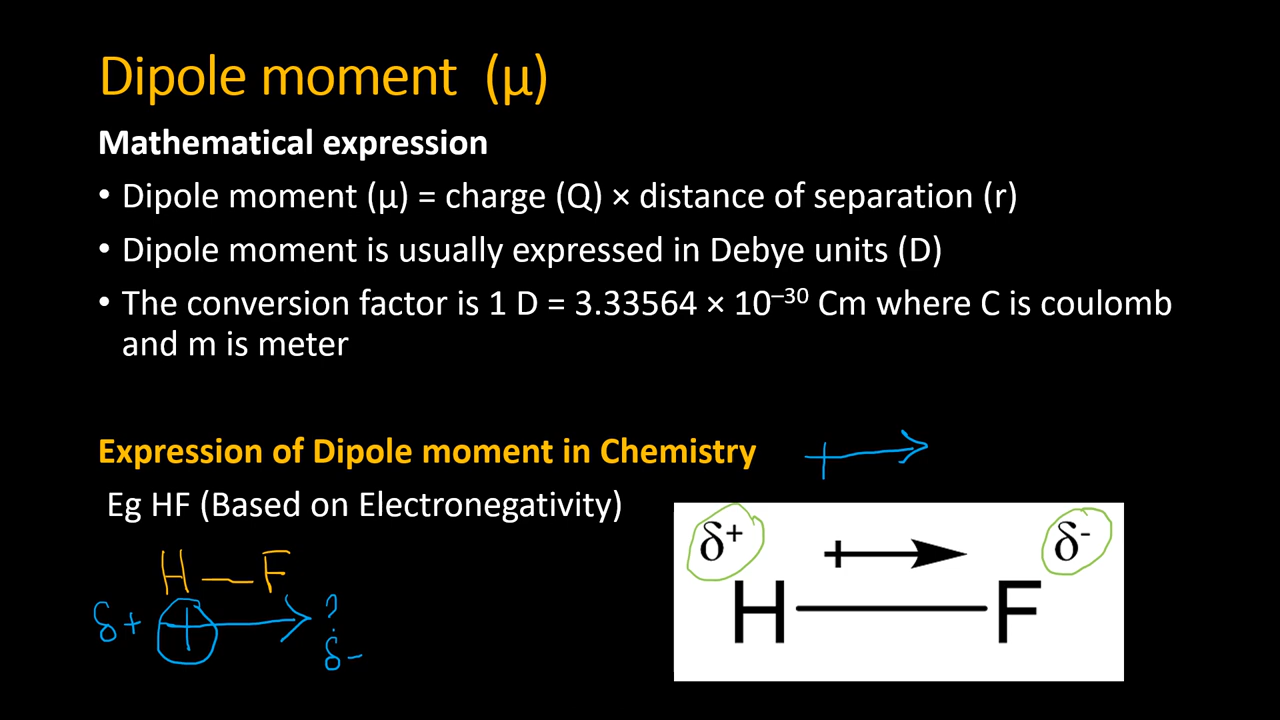 Dipole moment (μ)
Mathematical expression
• Dipole moment (μ) = charge (Q) × distance of separation (r)
• Dipole moment is usually expressed in Debye units (D)
• The conversion factor is 1 D = 3.33564 × 10⁻³⁰ Cm where C is coulomb
and m is meter
Expression of Dipole moment in Chemistry
Eg HF (Based on Electronegativity)
H — F
δ+ + ?
δ-
δ+ δ-
H F